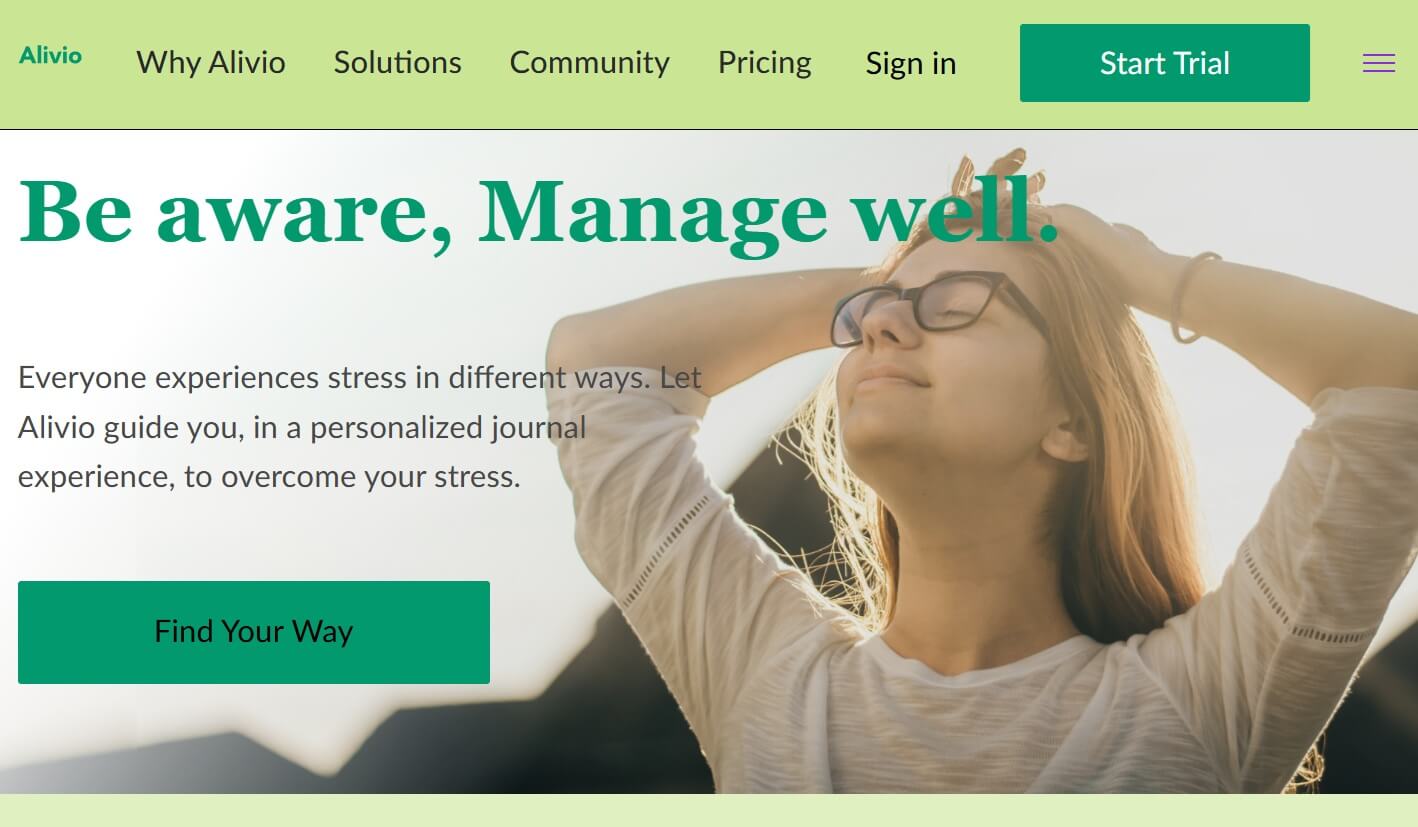 Alivio
Why Alivio
Solutions
Community
Pricing
Sign in
Start Trial
Be aware, Manage well.
Everyone experiences stress in different ways. Let
Alivio guide you, in a personalized journal
experience, to overcome your stress.
Find Your Way